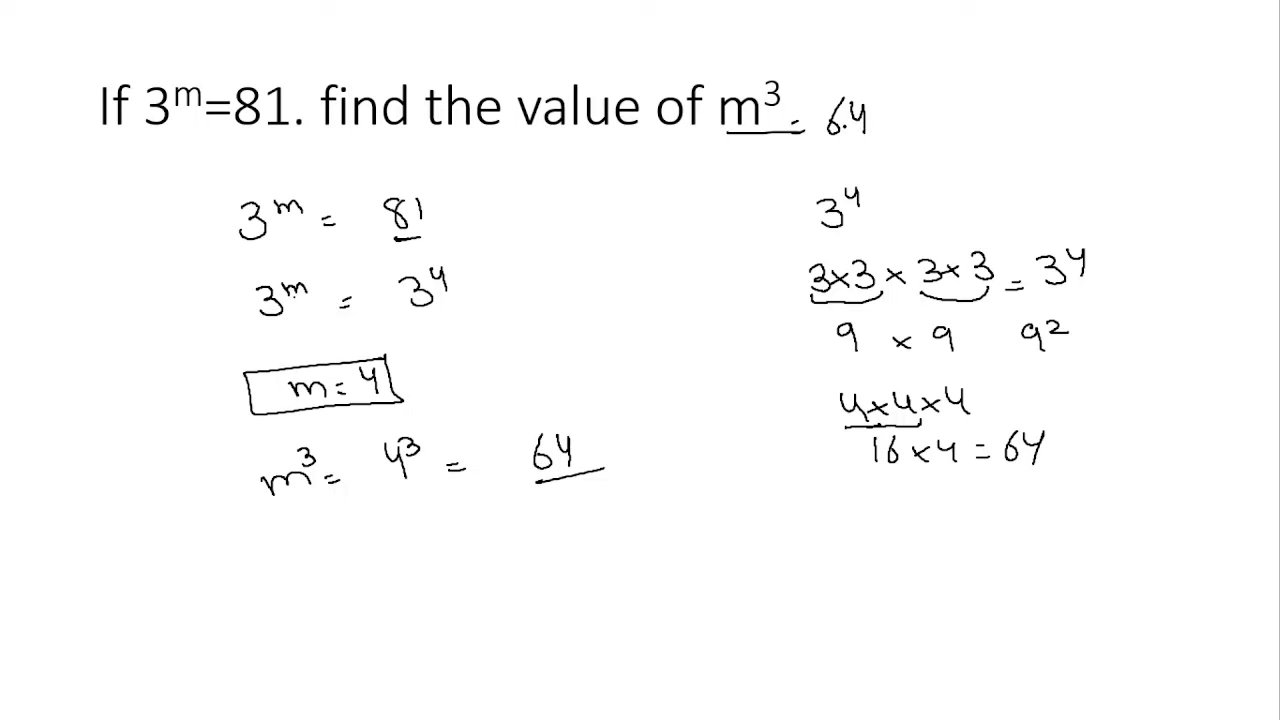 If 3ᵐ=81. find the value of m³. = 64
3ᵐ = 81
3ᵐ = 3⁴
m = 4
m³ = 4³ = 64
3⁴
3×3 × 3×3 = 3⁴
9 × 9 9²
4×4×4
16×4 = 64